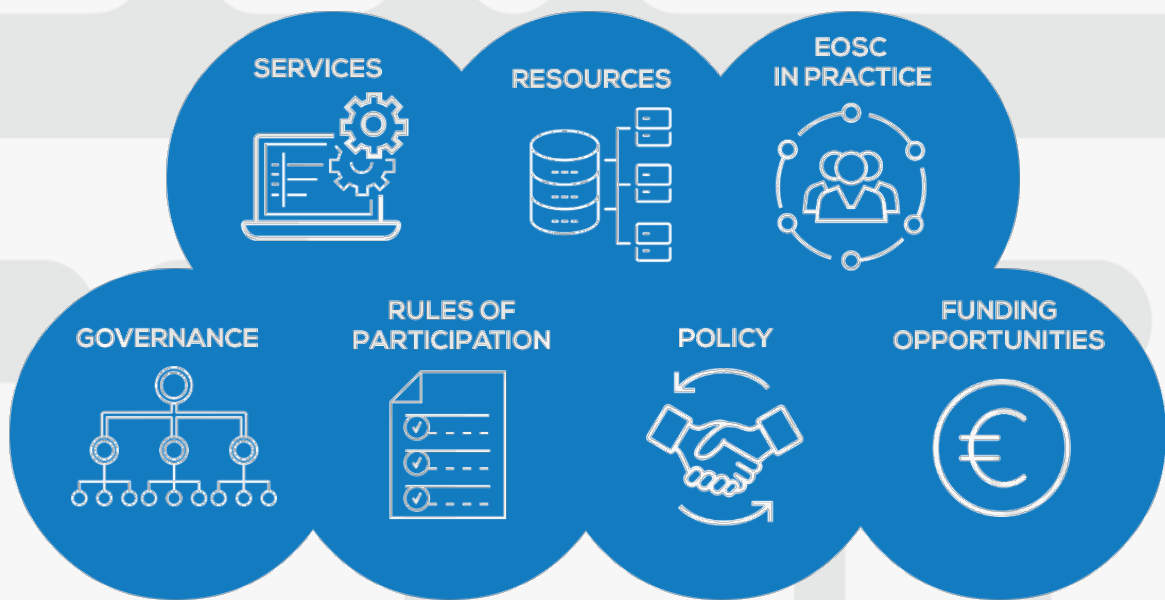 SERVICES
RESOURCES
EOSC
IN PRACTICE
GOVERNANCE
RULES OF
PARTICIPATION
POLICY
FUNDING
OPPORTUNITIES